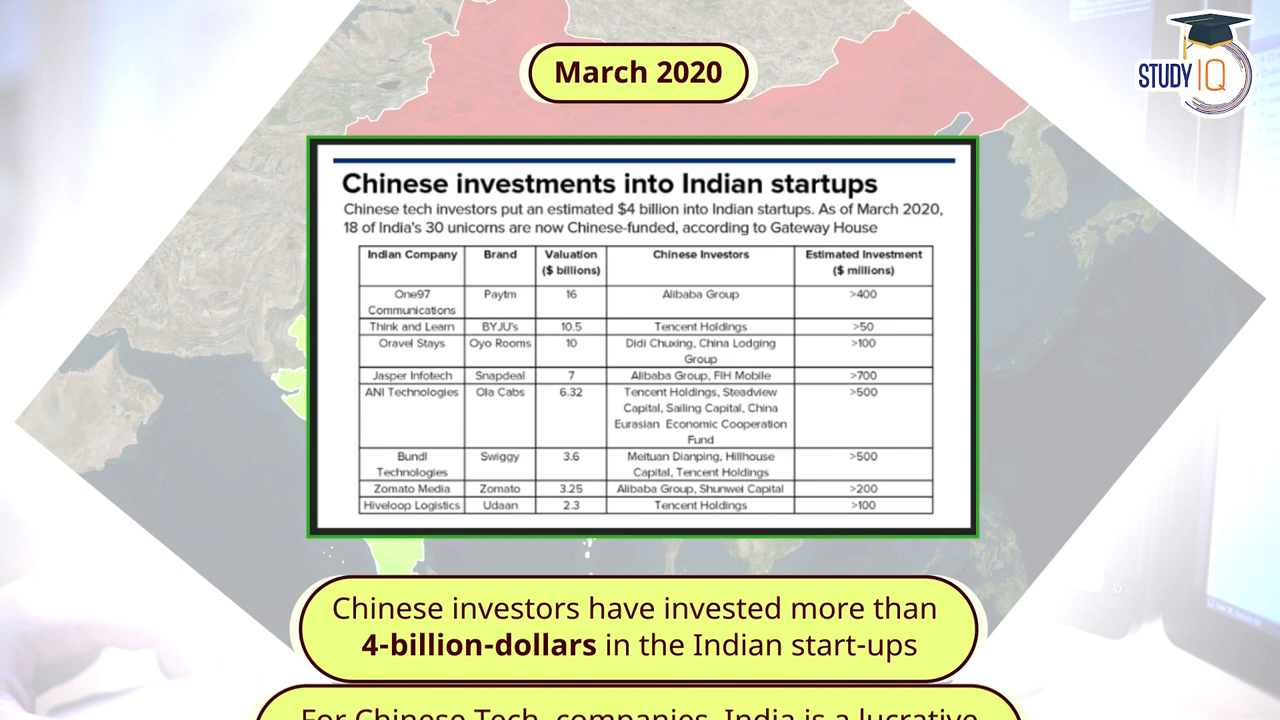 March 2020
STUDY IQ
Chinese investments into Indian startups
Chinese tech investors put an estimated $4 billion into Indian startups. As of March 2020,
18 of India's 30 unicorns are now Chinese-funded, according to Gateway House
Indian Company Brand Valuation ($ billions) Chinese Investors Estimated Investment ($ millions)
One97 Communications Paytm 16 Alibaba Group >400
Think and Learn BYJU's 10.5 Tencent Holdings >50
Oravel Stays Oyo Rooms 10 Didi Chuxing, China Lodging Group >100
Jasper Infotech Snapdeal 7 Alibaba Group, FIH Mobile >700
ANI Technologies Ola Cabs 6.32 Tencent Holdings, Steadview Capital, Sailing Capital, China Eurasian Economic Cooperation Fund >500
Bundl Technologies Swiggy 3.6 Meituan Dianping, Hillhouse Capital, Tencent Holdings >500
Zomato Media Zomato 3.25 Alibaba Group, Shunwei Capital >200
Hiveloop Logistics Udaan 2.3 Tencent Holdings >100
Chinese investors have invested more than
4-billion-dollars in the Indian start-ups
For Chinese Tech companies, India is a lucrative